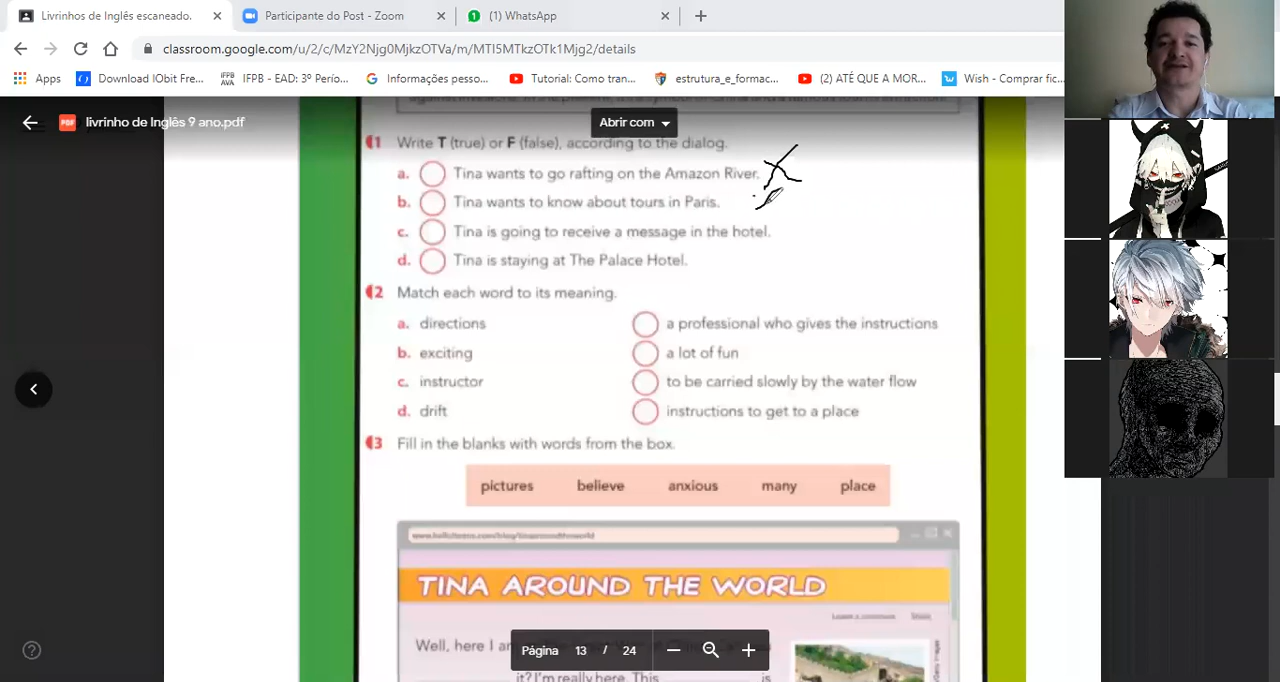 Livrinhos de Inglês escaneado.
Participante do Post - Zoom
(1) WhatsApp
classroom.google.com/u/2/c/MzY2Njg0MjkzOTVa/m/MTI5MTkzOTk1Mjg2/details
Apps
Download IObit Fre...
IFPB - EAD: 3º Perío...
Informações pesso...
Tutorial: Como tran...
estrutura_e_formac...
(2) ATÉ QUE A MOR...
Wish - Comprar fic...
PDF livrinho de Inglês 9 ano.pdf
Abrir com
1 Write T (true) or F (false), according to the dialog.
a. Tina wants to go rafting on the Amazon River.
b. Tina wants to know about tours in Paris.
c. Tina is going to receive a message in the hotel.
d. Tina is staying at The Palace Hotel.
2 Match each word to its meaning.
a. directions a professional who gives the instructions
b. exciting a lot of fun
c. instructor to be carried slowly by the water flow
d. drift instructions to get to a place
3 Fill in the blanks with words from the box.
pictures believe anxious many place
TINA AROUND THE WORLD
Leave a comment
Well, here I am
it? I'm really here. This is
Página 13 / 24